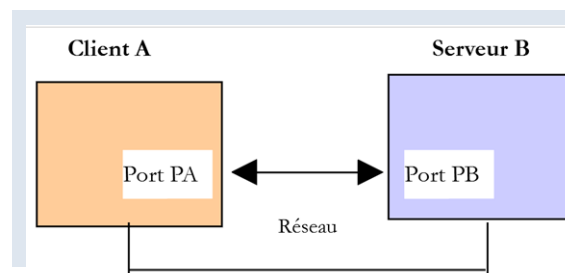 Client A
Serveur B
Port PA
Port PB
Réseau